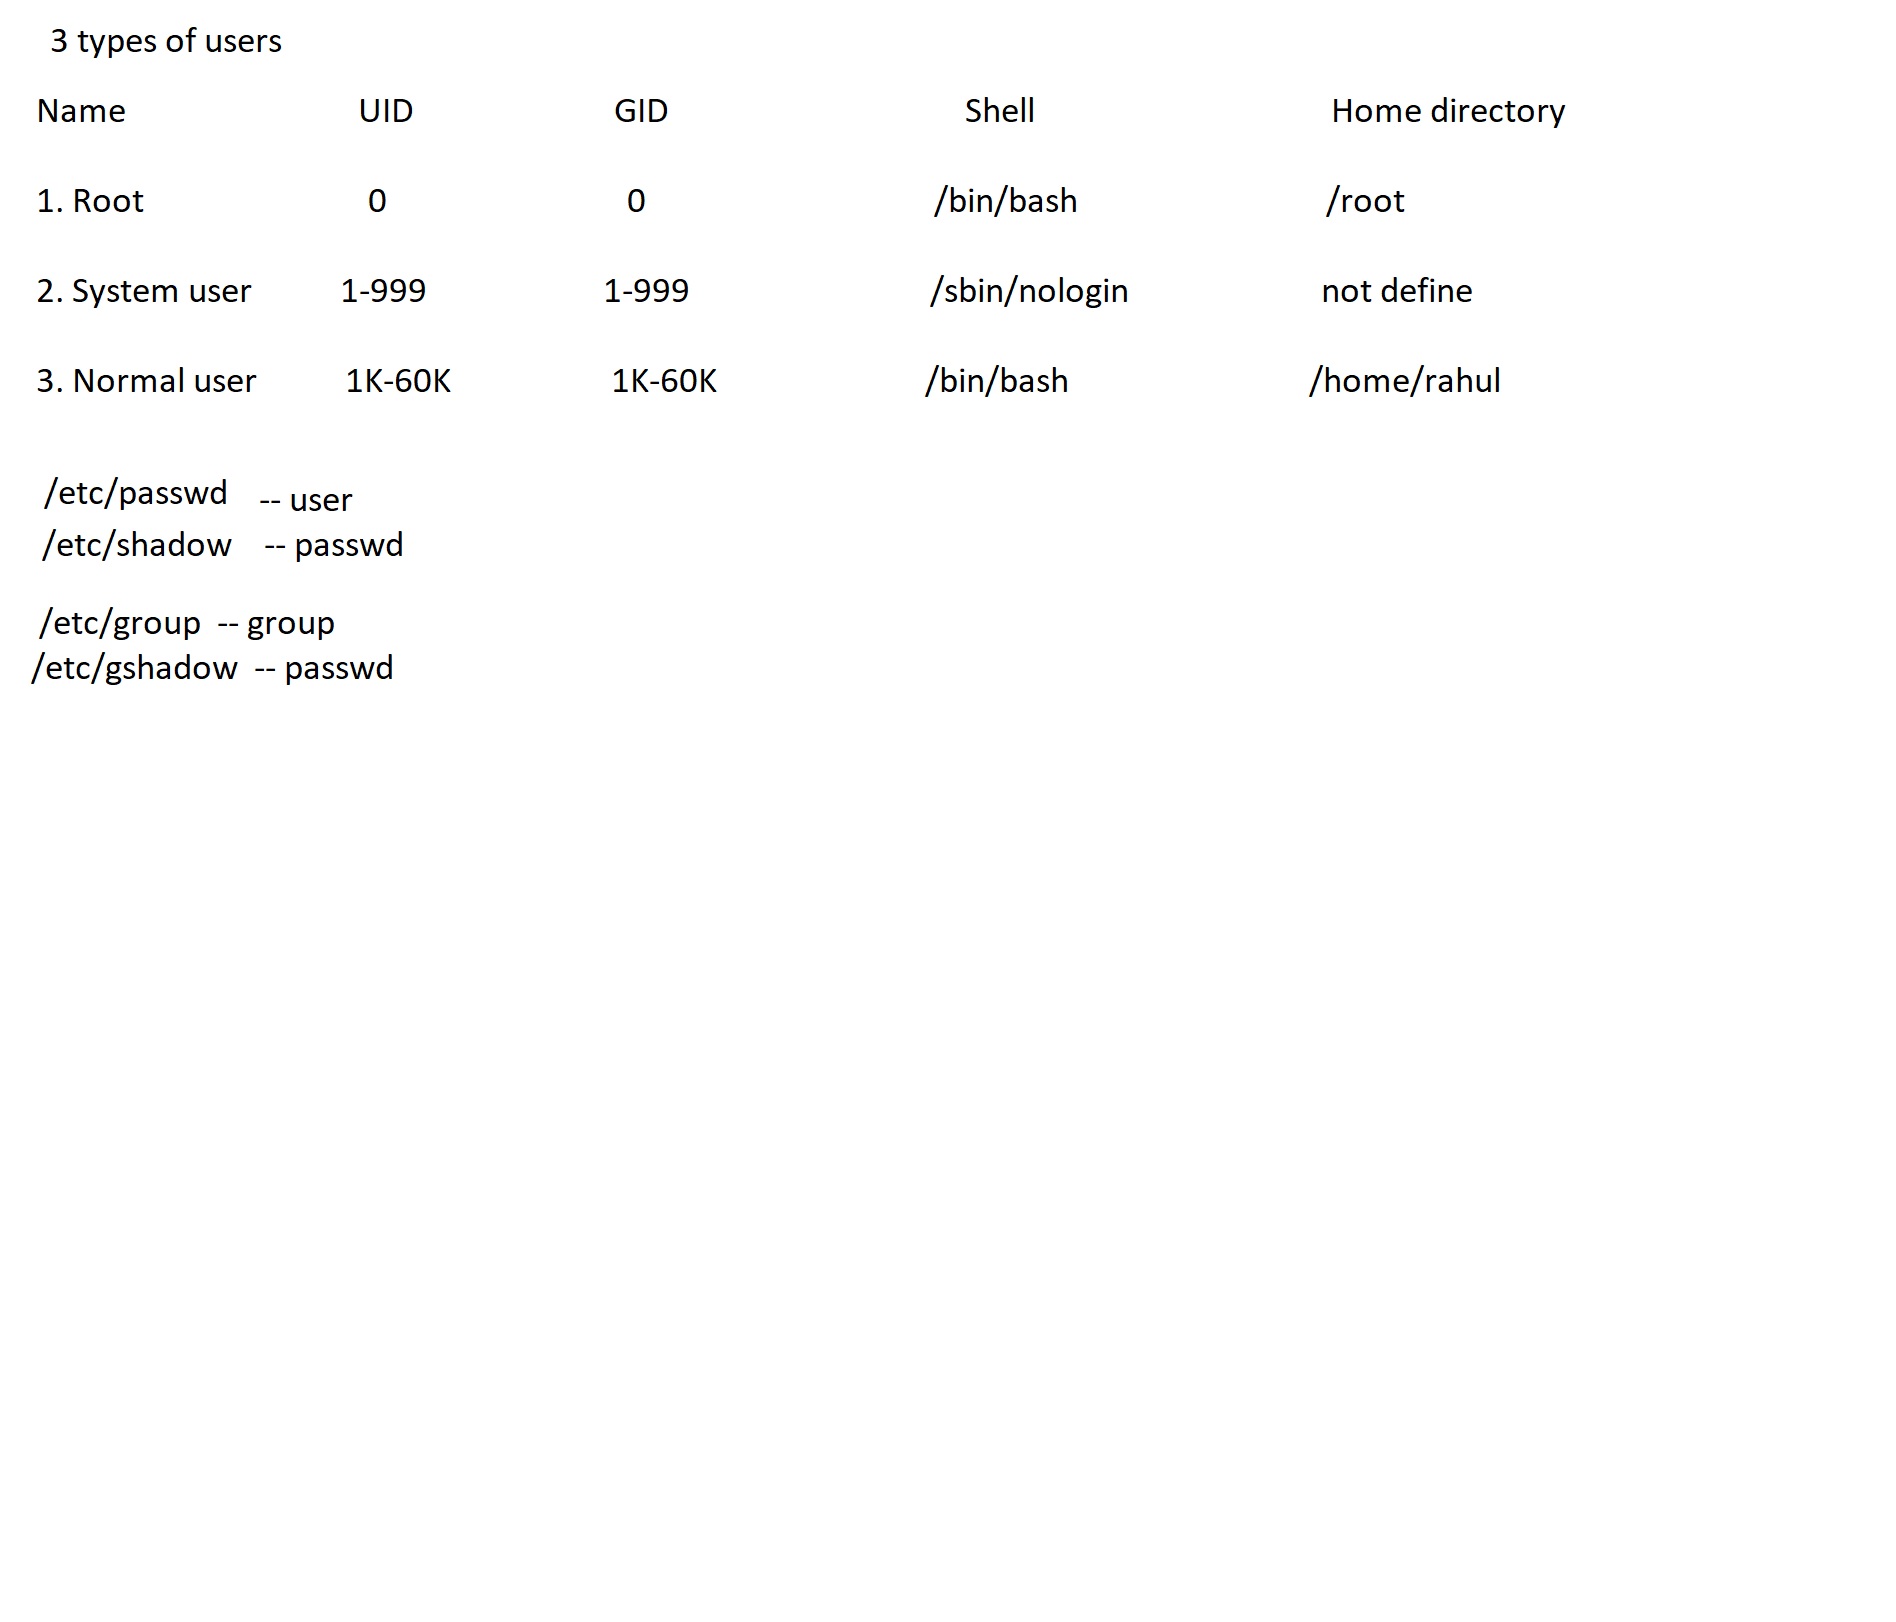 3 types of users
Name UID GID Shell Home directory
1. Root 0 0 /bin/bash /root
2. System user 1-999 1-999 /sbin/nologin not define
3. Normal user 1K-60K 1K-60K /bin/bash /home/rahul
/etc/passwd -- user
/etc/shadow -- passwd
/etc/group -- group
/etc/gshadow -- passwd